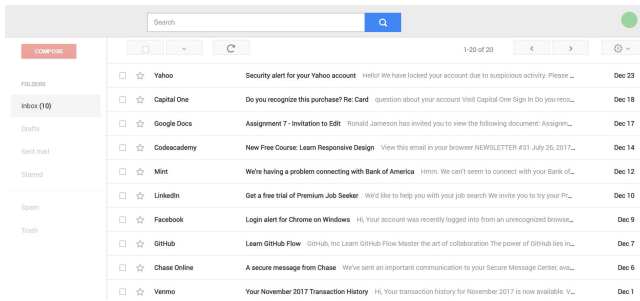 Search
COMPOSE
1-20 of 20
FOLDERS
Inbox (10)
Drafts
Sent mail
Starred
Spam
Trash
Yahoo Security alert for your Yahoo account Hello! We have locked your account due to suspicious activity. Please ... Dec 23
Capital One Do you recognize this purchase? Re: Card question about your account Visit Capital One Sign In Do you reco... Dec 18
Google Docs Assignment 7 - Invitation to Edit Ronald Jameson has invited you to view the following document: Assignm... Dec 17
Codeacademy New Free Course: Learn Responsive Design View this email in your browser NEWSLETTER #31 July 26, 2017... Dec 14
Mint We're having a problem connecting with Bank of America Hmm. We can't seem to connect with your Bank of... Dec 12
LinkedIn Get a free trial of Premium Job Seeker We'd like to help you with your job search We invite you to try your Pr... Dec 10
Facebook Login alert for Chrome on Windows Hi, Your account was recently logged into from an unrecognized browse... Dec 9
GitHub Learn GitHub Flow GitHub, Inc Learn GitHub Flow Master the art of collaboration The power of GitHub lies in... Dec 7
Chase Online A secure message from Chase We've sent an important communication to your Secure Message Center, ava... Dec 6
Venmo Your November 2017 Transaction History Hi, Your transaction history for November 2017 is now available. V... Dec 1